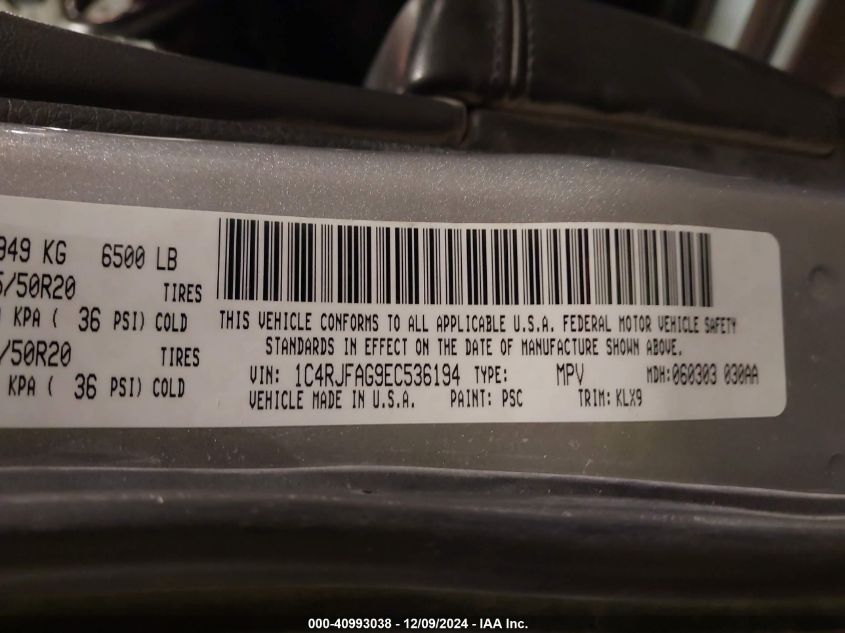 949 KG 6500 LB
/50R20 TIRES
KPA ( 36 PSI) COLD
/50R20 TIRES
KPA ( 36 PSI) COLD
THIS VEHICLE CONFORMS TO ALL APPLICABLE U.S.A. FEDERAL MOTOR VEHICLE SAFETY
STANDARDS IN EFFECT ON THE DATE OF MANUFACTURE SHOWN ABOVE.
VIN: 1C4RJFAG9EC536194 TYPE: MPV MDH:060303 030AA
VEHICLE MADE IN U.S.A. PAINT: PSC TRIM: KLX9
000-40993038 - 12/09/2024 - IAA Inc.